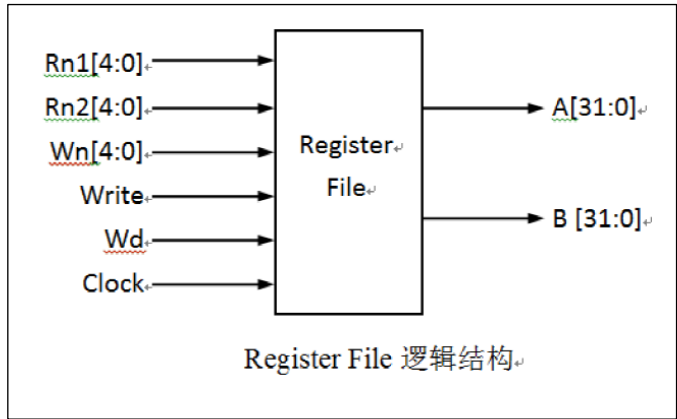 Rn1[4:0]
Rn2[4:0]
Wn[4:0]
Write
Wd
Clock
Register
File
A[31:0]
B [31:0]
Register File 逻辑结构